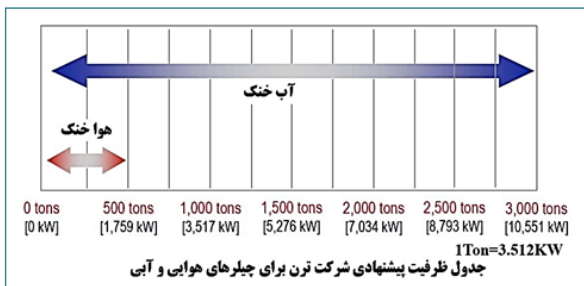 آب خنک
هوا خنک
0 tons 500 tons 1,000 tons 1,500 tons 2,000 tons 2,500 tons 3,000 tons
[0 kW] [1,759 kW] [3,517 kW] [5,276 kW] [7,034 kW] [8,793 kW] [10,551 kW]
1Ton=3.512KW
جدول ظرفیت پیشنهادی شرکت ترن برای چیلرهای هوایی و آبی